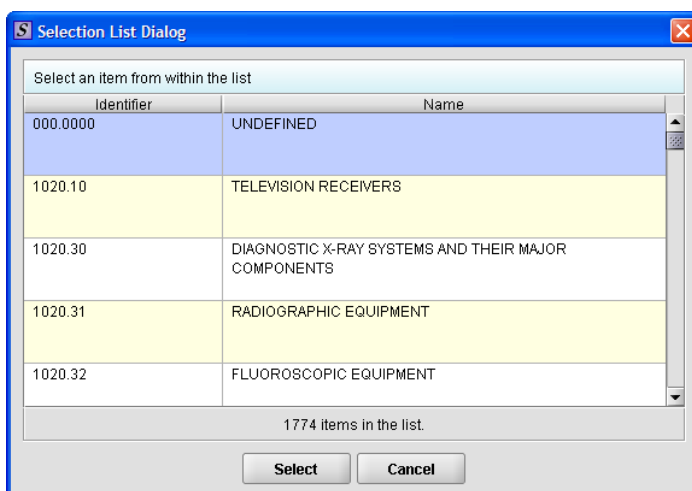 S Selection List Dialog
Select an item from within the list
Identifier Name
000.0000 UNDEFINED
1020.10 TELEVISION RECEIVERS
1020.30 DIAGNOSTIC X-RAY SYSTEMS AND THEIR MAJOR
COMPONENTS
1020.31 RADIOGRAPHIC EQUIPMENT
1020.32 FLUOROSCOPIC EQUIPMENT
1774 items in the list.
Select Cancel